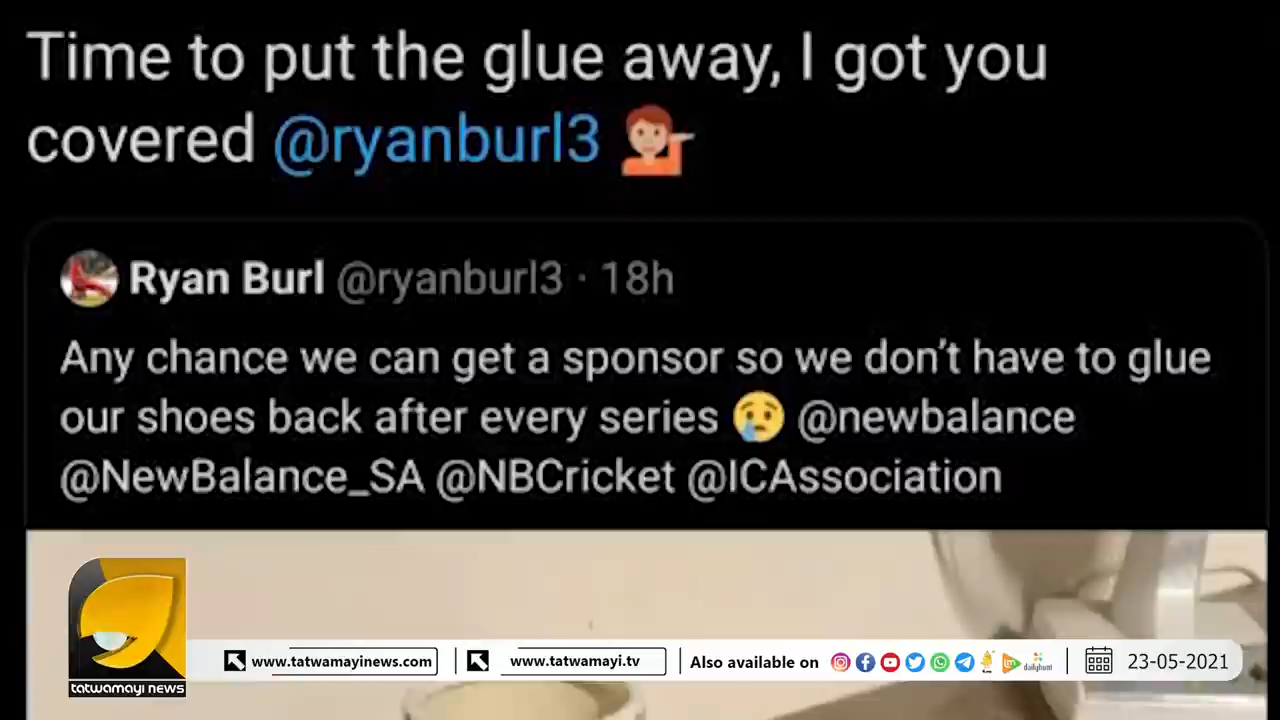 Time to put the glue away, I got you
covered @ryanburl3 💁🏽
Ryan Burl @ryanburl3 · 18h
Any chance we can get a sponsor so we don't have to glue
our shoes back after every series 😢 @newbalance
@NewBalance_SA @NBCricket @ICAssociation
www.tatwamayinews.com www.tatwamayi.tv Also available on dailyhunt 23-05-2021
tatwamayi news